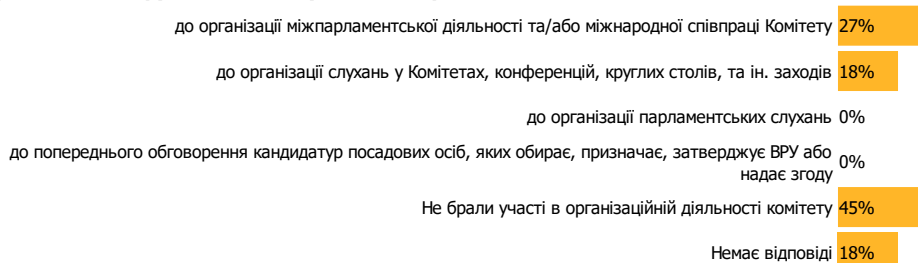 до організації міжпарламентської діяльності та/або міжнародної співпраці Комітету 27%
до організації слухань у Комітетах, конференцій, круглих столів, та ін. заходів 18%
до організації парламентських слухань 0%
до попереднього обговорення кандидатур посадових осіб, яких обирає, призначає, затверджує ВРУ або
надає згоду 0%
Не брали участі в організаційній діяльності комітету 45%
Немає відповіді 18%